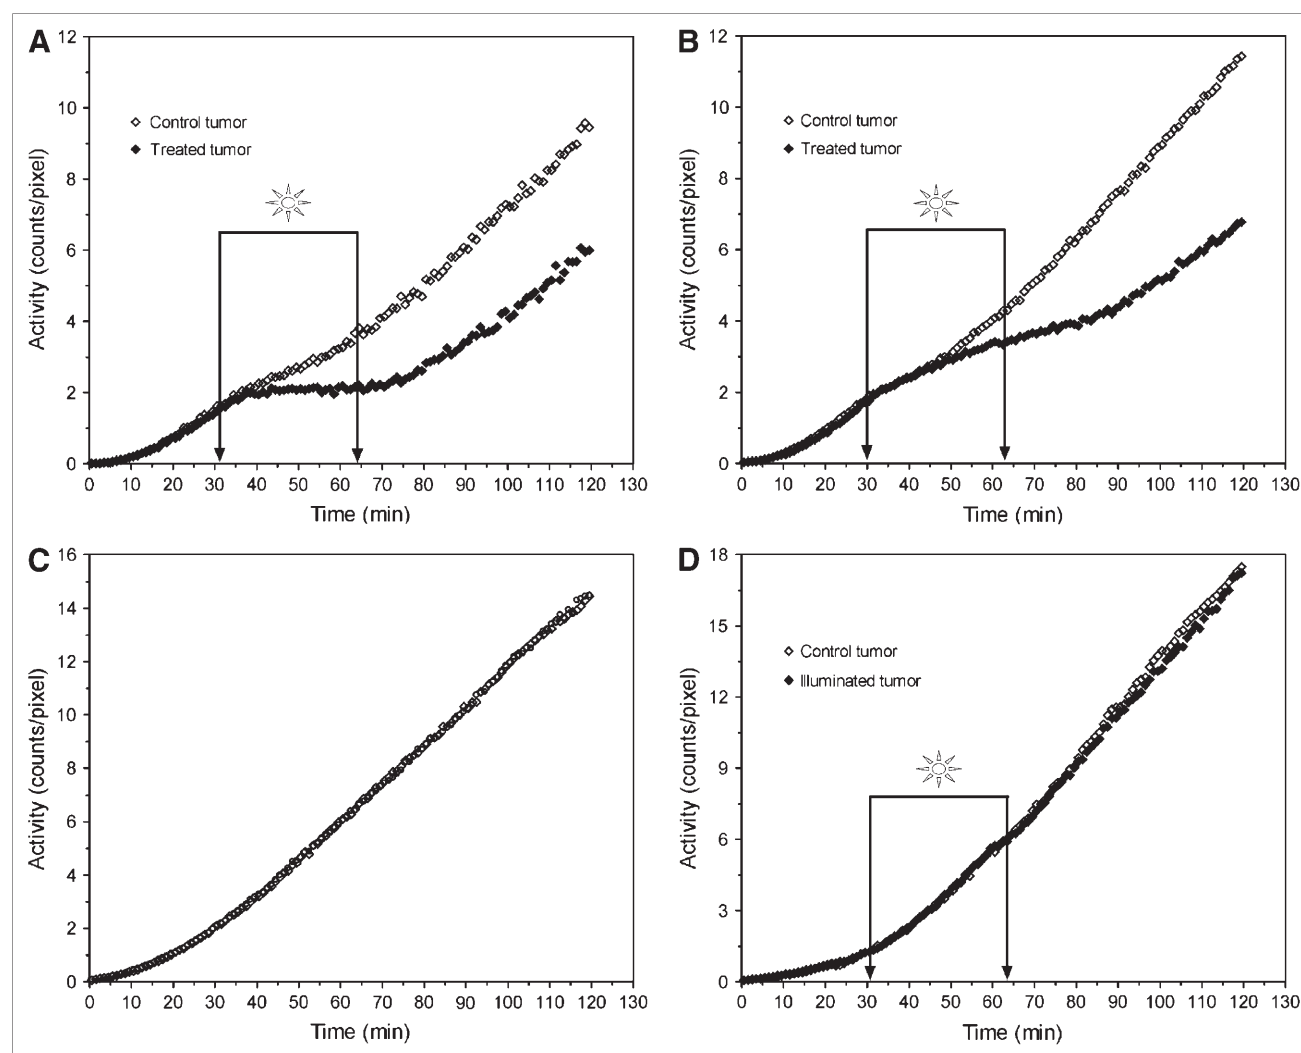 A
12
10
8
6
4
2
0
Activity (counts/pixel)
Control tumor
Treated tumor
0 10 20 30 40 50 60 70 80 90 100 110 120 130
Time (min)
B
12
10
8
6
4
2
0
Activity (counts/pixel)
Control tumor
Treated tumor
0 10 20 30 40 50 60 70 80 90 100 110 120 130
Time (min)
C
16
14
12
10
8
6
4
2
0
Activity (counts/pixel)
0 10 20 30 40 50 60 70 80 90 100 110 120 130
Time (min)
D
18
15
12
9
6
3
0
Activity (counts/pixel)
Control tumor
Illuminated tumor
0 10 20 30 40 50 60 70 80 90 100 110 120 130
Time (min)